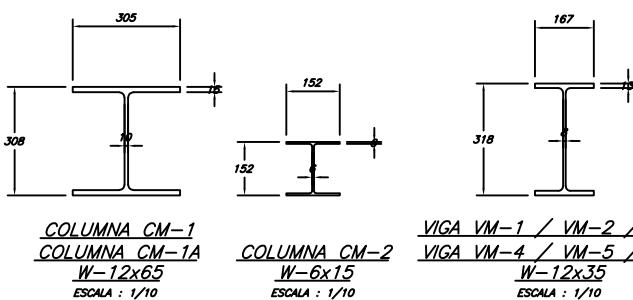 305
308
10
COLUMNA CM-1
COLUMNA CM-1A
W-12x65
ESCALA : 1/10
152
152
6
COLUMNA CM-2
W-6x15
ESCALA : 1/10
167
318
VIGA VM-1 / VM-2 /
VIGA VM-4 / VM-5 /
W-12x35
ESCALA : 1/10